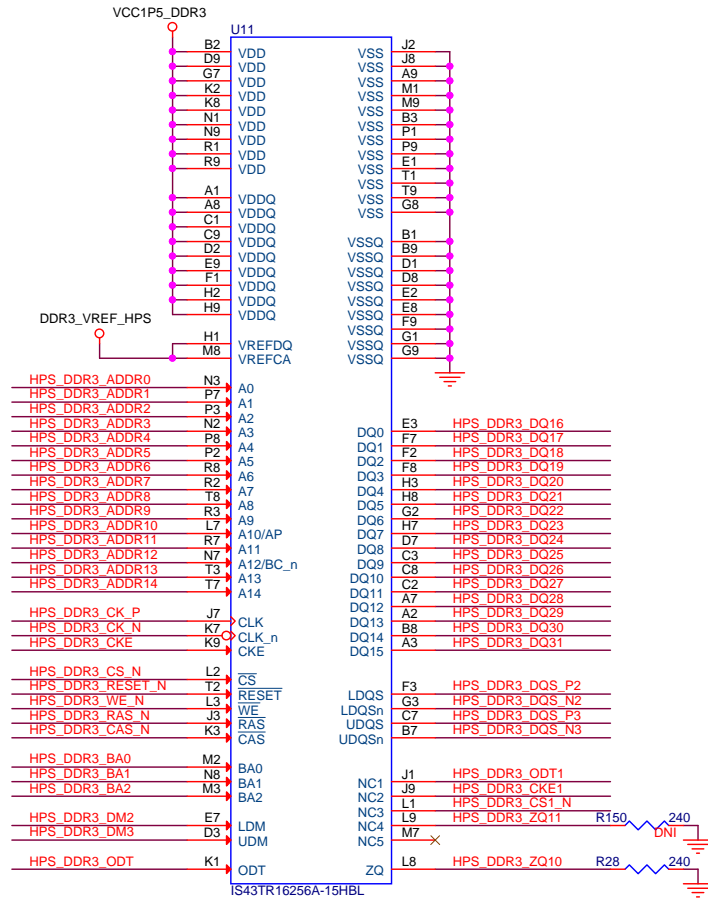 VCC1P5_DDR3
U11
B2 VDD VSS J2
D9 VDD VSS J8
G7 VDD VSS A9
K2 VDD VSS M1
K8 VDD VSS M9
N1 VDD VSS B3
N9 VDD VSS P1
R1 VDD VSS P9
R9 VDD VSS E1
VSS T1
A1 VDDQ VSS T9
A8 VDDQ VSS G8
C1 VDDQ
C9 VDDQ VSSQ B1
D2 VDDQ VSSQ B9
E9 VDDQ VSSQ D1
F1 VDDQ VSSQ D8
H2 VDDQ VSSQ E2
H9 VDDQ VSSQ E8
DDR3_VREF_HPS VSSQ F9
H1 VREFDQ VSSQ G1
M8 VREFCA VSSQ G9
HPS_DDR3_ADDR0 N3 A0
HPS_DDR3_ADDR1 P7 A1
HPS_DDR3_ADDR2 P3 A2
HPS_DDR3_ADDR3 N2 A3 DQ0 E3 HPS_DDR3_DQ16
HPS_DDR3_ADDR4 P8 A4 DQ1 F7 HPS_DDR3_DQ17
HPS_DDR3_ADDR5 P2 A5 DQ2 F2 HPS_DDR3_DQ18
HPS_DDR3_ADDR6 R8 A6 DQ3 F8 HPS_DDR3_DQ19
HPS_DDR3_ADDR7 R2 A7 DQ4 H3 HPS_DDR3_DQ20
HPS_DDR3_ADDR8 T8 A8 DQ5 H8 HPS_DDR3_DQ21
HPS_DDR3_ADDR9 R3 A9 DQ6 G2 HPS_DDR3_DQ22
HPS_DDR3_ADDR10 L7 A10/AP DQ7 H7 HPS_DDR3_DQ23
HPS_DDR3_ADDR11 R7 A11 DQ8 D7 HPS_DDR3_DQ24
HPS_DDR3_ADDR12 N7 A12/BC_n DQ9 C3 HPS_DDR3_DQ25
HPS_DDR3_ADDR13 T3 A13 DQ10 C8 HPS_DDR3_DQ26
HPS_DDR3_ADDR14 T7 A14 DQ11 C2 HPS_DDR3_DQ27
DQ12 A7 HPS_DDR3_DQ28
HPS_DDR3_CK_P J7 CLK DQ13 A2 HPS_DDR3_DQ29
HPS_DDR3_CK_N K7 CLK_n DQ14 B8 HPS_DDR3_DQ30
HPS_DDR3_CKE K9 CKE DQ15 A3 HPS_DDR3_DQ31
HPS_DDR3_CS_N L2 CS
HPS_DDR3_RESET_N T2 RESET LDQS F3 HPS_DDR3_DQS_P2
HPS_DDR3_WE_N L3 WE LDQSn G3 HPS_DDR3_DQS_N2
HPS_DDR3_RAS_N J3 RAS UDQS C7 HPS_DDR3_DQS_P3
HPS_DDR3_CAS_N K3 CAS UDQSn B7 HPS_DDR3_DQS_N3
HPS_DDR3_BA0 M2 BA0
HPS_DDR3_BA1 N8 BA1 NC1 J1 HPS_DDR3_ODT1
HPS_DDR3_BA2 M3 BA2 NC2 J9 HPS_DDR3_CKE1
NC3 L1 HPS_DDR3_CS1_N
HPS_DDR3_DM2 E7 LDM NC4 L9 HPS_DDR3_ZQ11 R150 240
DNI
HPS_DDR3_DM3 D3 UDM NC5 M7
HPS_DDR3_ODT K1 ODT ZQ L8 HPS_DDR3_ZQ10 R28 240
IS43TR16256A-15HBL